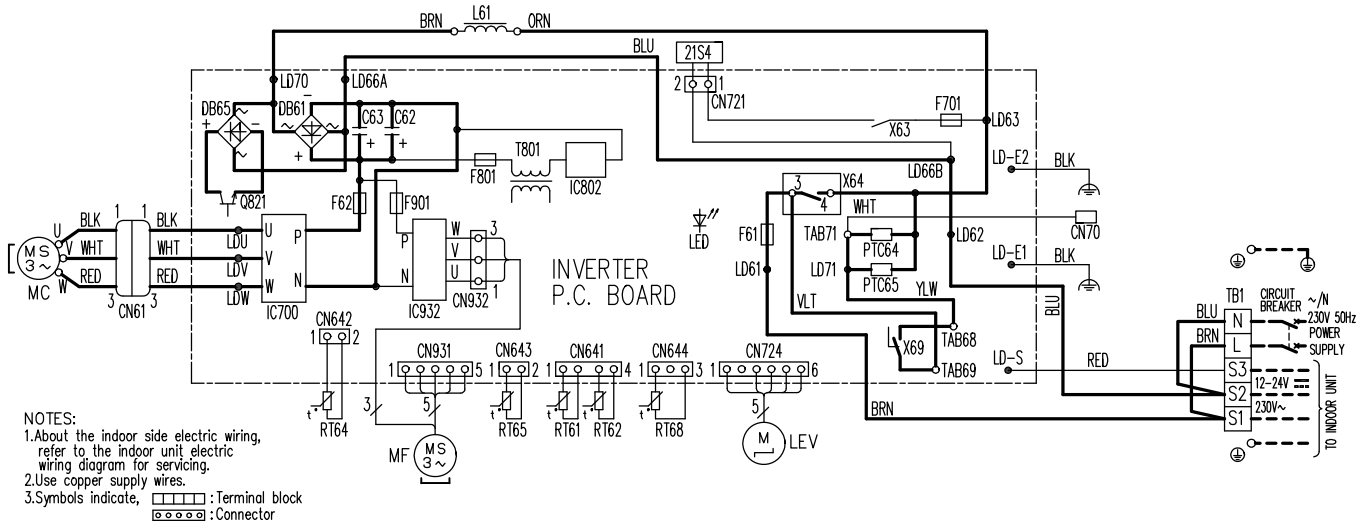 BRN L61 ORN
BLU
21S4
2 1
CN721
LD70 LD66A
DB65 DB61 C63 C62
+ - ~ ~ + +
+ ~
F701
X63
LD63
T801
F801
IC802
Q821
F62 F901
LD-E2 BLK
LD66B
3 X64
4
WHT
LED
F61
TAB71
PTC64
LD62
CN70
LD61 LD71
PTC65
LD-E1 BLK
YLW
VLT
U BLK 1 1 BLK
V WHT WHT
W RED 3 3 RED
MS
3~
MC
CN61
LDU
LDV
LDW
U P
V
W N
IC700
P W 3
V
N U 1
IC932
CN932
INVERTER
P.C. BOARD
BLU
TB1
CIRCUIT
BREAKER
~/N
230V 50Hz
POWER
SUPPLY
BLU N
BRN L
S3
12-24V
S2
230V~
S1
TO INDOOR UNIT
X69
TAB68
TAB69
LD-S RED
BRN
CN642
1 2
CN931
1 5
CN643
1 2
CN641
1 4
CN644
1 3
CN724
1 6
t° t° t° t° t°
RT64
3
5
RT65 RT61 RT62 RT68
5
MF
MS
3~
M
LEV
NOTES:
1.About the indoor side electric wiring,
refer to the indoor unit electric
wiring diagram for servicing.
2.Use copper supply wires.
3.Symbols indicate, : Terminal block
: Connector